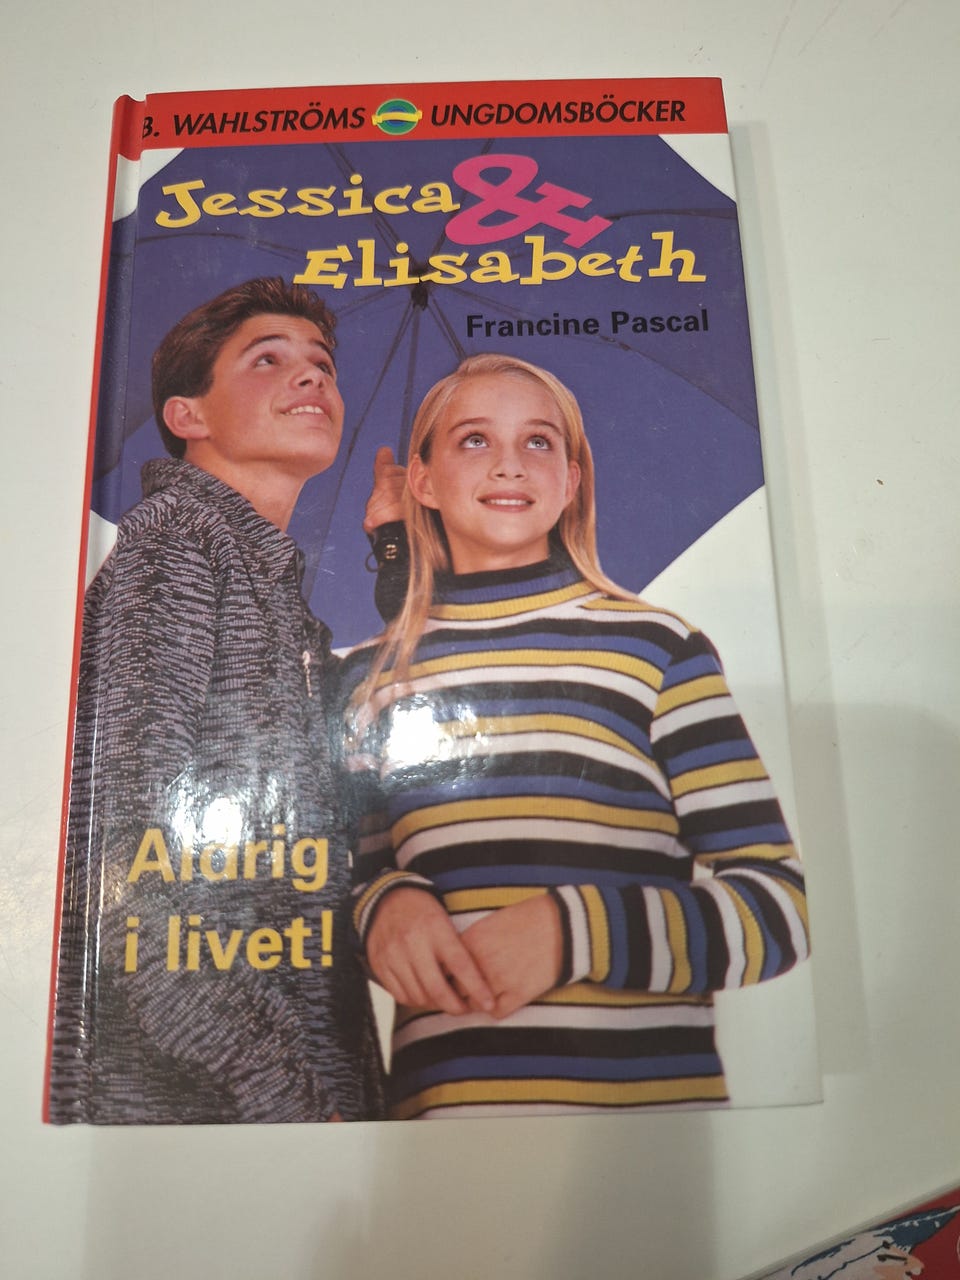 B. WAHLSTRÖMS UNGDOMSBÖCKER
Jessica &
Elisabeth
Francine Pascal
Aldrig
i livet!